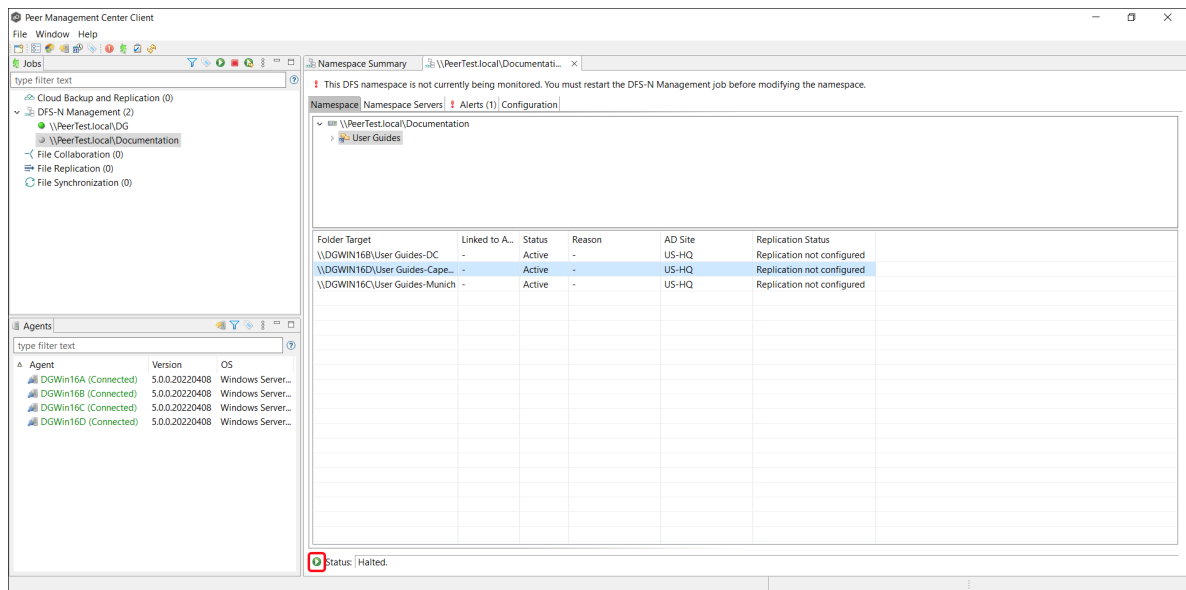 Peer Management Center Client
File Window Help
Jobs
type filter text
Cloud Backup and Replication (0)
DFS-N Management (2)
\\PeerTest.local\DG
\\PeerTest.local\Documentation
File Collaboration (0)
File Replication (0)
File Synchronization (0)
Agents
type filter text
Agent Version OS
DGWin16A (Connected) 5.0.0.20220408 Windows Server...
DGWin16B (Connected) 5.0.0.20220408 Windows Server...
DGWin16C (Connected) 5.0.0.20220408 Windows Server...
DGWin16D (Connected) 5.0.0.20220408 Windows Server...
Namespace Summary \\PeerTest.local\Documentati...
This DFS namespace is not currently being monitored. You must restart the DFS-N Management job before modifying the namespace.
Namespace Namespace Servers Alerts (1) Configuration
\\PeerTest.local\Documentation
User Guides
Folder Target Linked to A... Status Reason AD Site Replication Status
\\DGWIN16B\User Guides-DC - Active - US-HQ Replication not configured
\\DGWIN16D\User Guides-Cape... - Active - US-HQ Replication not configured
\\DGWIN16C\User Guides-Munich - Active - US-HQ Replication not configured
Status: Halted.